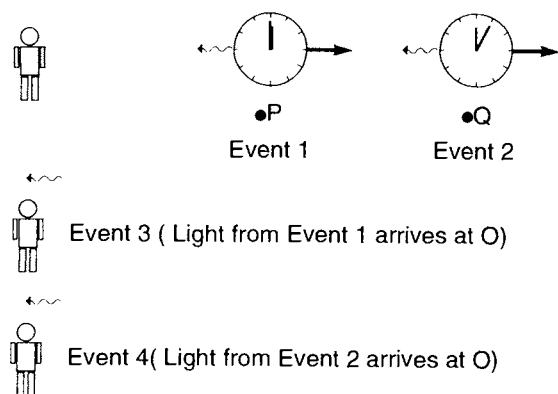 P
Q
Event 1
Event 2
Event 3 ( Light from Event 1 arrives at O)
Event 4( Light from Event 2 arrives at O)